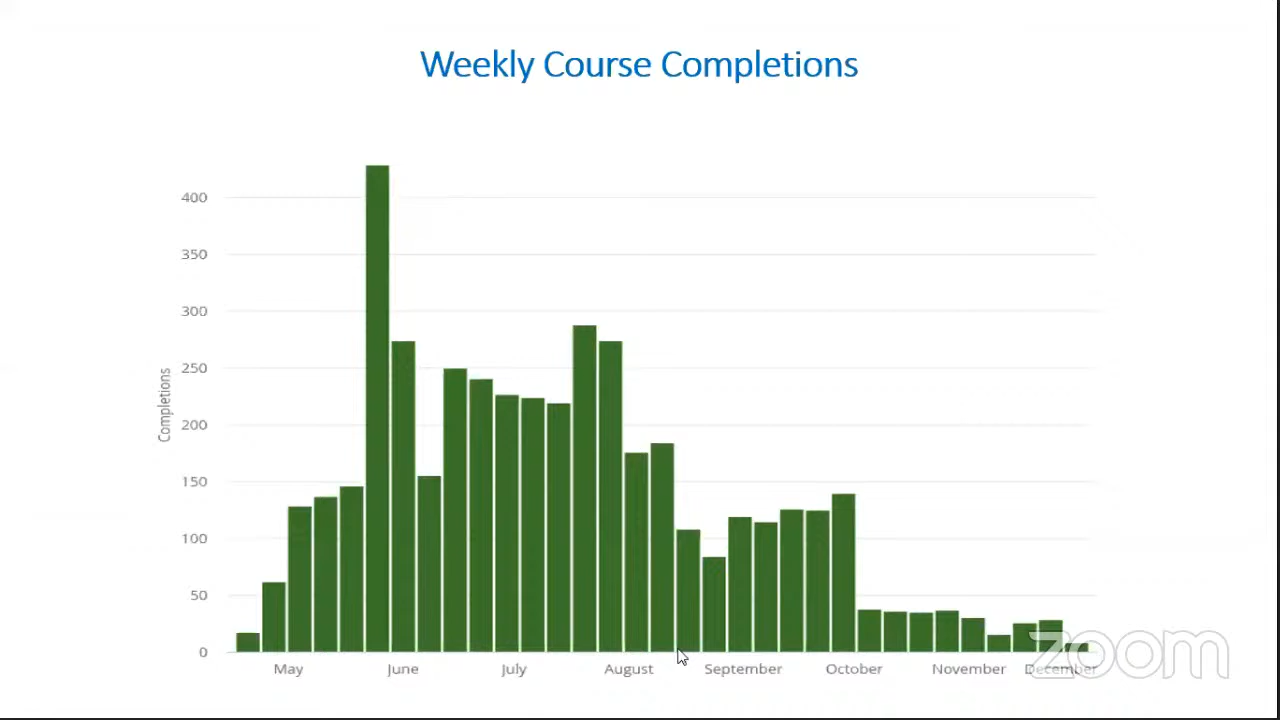 Weekly Course Completions
400
350
300
250
200
150
100
50
0
Completions
May June July August September October November December
zoom